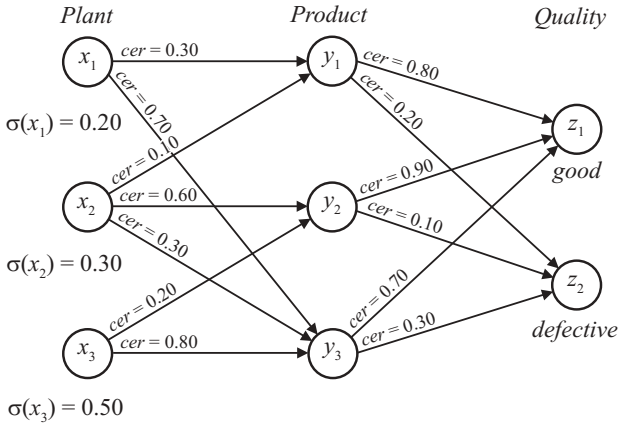 Plant Product Quality
x₁ cer = 0.30 y₁ cer = 0.80
cer = 0.70 cer = 0.20
σ(x₁) = 0.20 z₁
cer = 0.10 good
x₂ cer = 0.60 y₂ cer = 0.90
cer = 0.30 cer = 0.10
σ(x₂) = 0.30 z₂
cer = 0.20 cer = 0.70 defective
x₃ cer = 0.80 y₃ cer = 0.30
σ(x₃) = 0.50